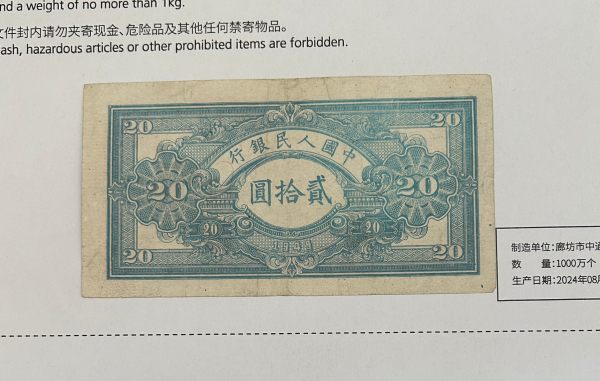 nd a weight of no more than 1kg.
文件封内请勿夹寄现金、危险品及其他任何禁寄物品。
ash, hazardous articles or other prohibited items are forbidden.
20 20
行銀民人國中
20 圓拾貳 20
20 20
1949
20 20
制造单位:廊坊市中通
数 量:1000万个
生产日期:2024年08月